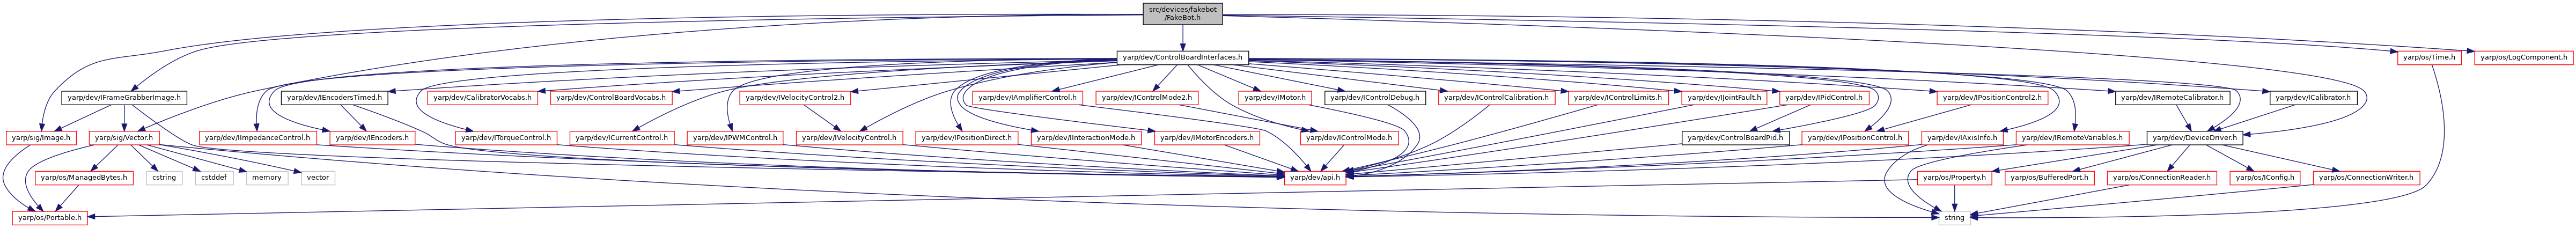 src/devices/fakebot
/FakeBot.h
yarp/dev/ControlBoardInterfaces.h
yarp/os/Time.h
yarp/os/LogComponent.h
yarp/dev/IFrameGrabberImage.h
yarp/dev/IEncodersTimed.h
yarp/dev/CalibratorVocabs.h
yarp/dev/ControlBoardVocabs.h
yarp/dev/IVelocityControl2.h
yarp/dev/IAmplifierControl.h
yarp/dev/IControlMode2.h
yarp/dev/IMotor.h
yarp/dev/IControlDebug.h
yarp/dev/IControlCalibration.h
yarp/dev/IControlLimits.h
yarp/dev/IJointFault.h
yarp/dev/IPidControl.h
yarp/dev/IPositionControl2.h
yarp/dev/IRemoteCalibrator.h
yarp/dev/ICalibrator.h
yarp/sig/Image.h
yarp/sig/Vector.h
yarp/dev/IImpedanceControl.h
yarp/dev/IEncoders.h
yarp/dev/ITorqueControl.h
yarp/dev/ICurrentControl.h
yarp/dev/IPWMControl.h
yarp/dev/IVelocityControl.h
yarp/dev/IPositionDirect.h
yarp/dev/IInteractionMode.h
yarp/dev/IMotorEncoders.h
yarp/dev/IControlMode.h
yarp/dev/ControlBoardPid.h
yarp/dev/IPositionControl.h
yarp/dev/IAxisInfo.h
yarp/dev/IRemoteVariables.h
yarp/dev/DeviceDriver.h
yarp/os/ManagedBytes.h
cstring
cstddef
memory
vector
yarp/dev/api.h
yarp/os/Property.h
yarp/os/BufferedPort.h
yarp/os/ConnectionReader.h
yarp/os/IConfig.h
yarp/os/ConnectionWriter.h
yarp/os/Portable.h
string